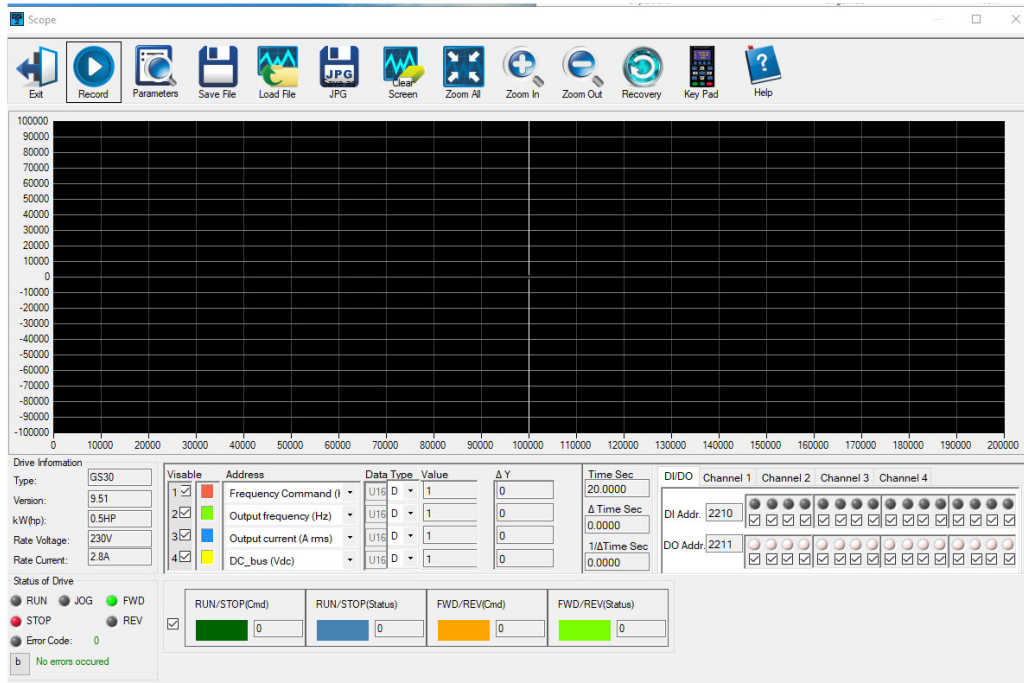 Scope
Exit Record Parameters Save File Load File Save as JPG Clear Screen Zoom All Zoom In Zoom Out Recovery Key Pad Help
JPG
100000
90000
80000
70000
60000
50000
40000
30000
20000
10000
0
-10000
-20000
-30000
-40000
-50000
-60000
-70000
-80000
-90000
-100000
0 10000 20000 30000 40000 50000 60000 70000 80000 90000 100000 110000 120000 130000 140000 150000 160000 170000 180000 190000 200000
Drive Information
Type: GS30
Version: 9.51
kW(hp): 0.5HP
Rate Voltage: 230V
Rate Current: 2.8A
Visable Address Data Type Value Δ Y
1 Frequency Command (H U16 D 1 0
2 Output frequency (Hz) U16 D 1 0
3 Output current (A rms) U16 D 1 0
4 DC_bus (Vdc) U16 D 1 0
Time Sec
20.0000
Δ Time Sec
0.0000
1/ΔTime Sec
0.0000
DI/DO Channel 1 Channel 2 Channel 3 Channel 4
DI Addr. 2210
DO Addr. 2211
Status of Drive
RUN JOG FWD
STOP REV
Error Code: 0
b No errors occured
RUN/STOP(Cmd) RUN/STOP(Status) FWD/REV(Cmd) FWD/REV(Status)
0 0 0 0